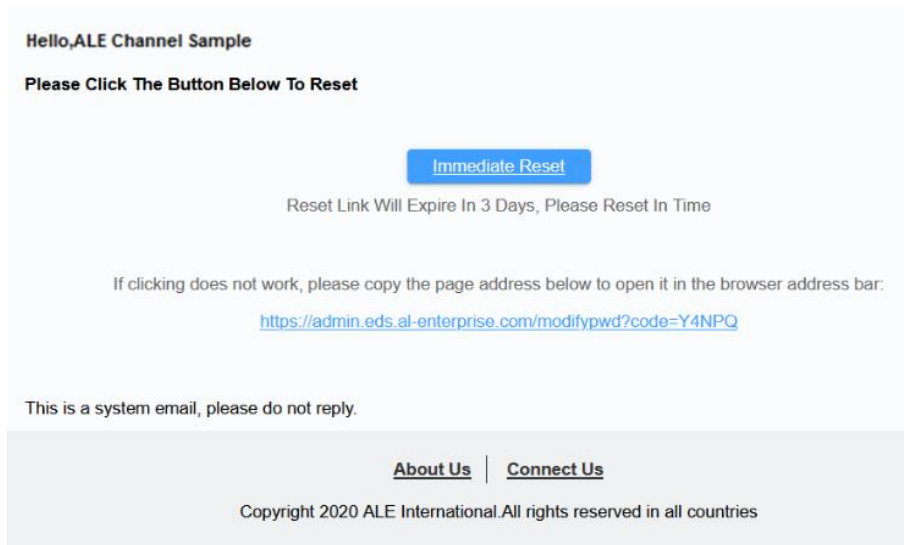 Hello,ALE Channel Sample
Please Click The Button Below To Reset
Immediate Reset
Reset Link Will Expire In 3 Days, Please Reset In Time
If clicking does not work, please copy the page address below to open it in the browser address bar:
https://admin.eds.al-enterprise.com/modifypwd?code=Y4NPQ
This is a system email, please do not reply.
About Us | Connect Us
Copyright 2020 ALE International.All rights reserved in all countries